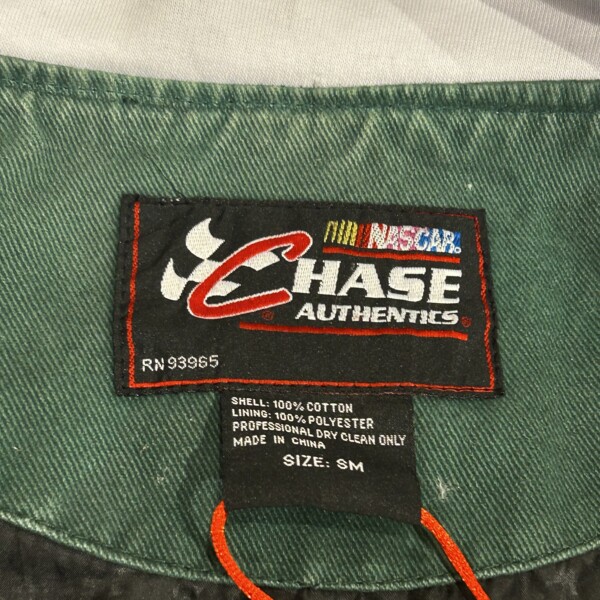 NASCAR®
CHASE
AUTHENTICS®
RN 93965
SHELL: 100% COTTON
LINING: 100% POLYESTER
PROFESSIONAL DRY CLEAN ONLY
MADE IN CHINA
SIZE: SM